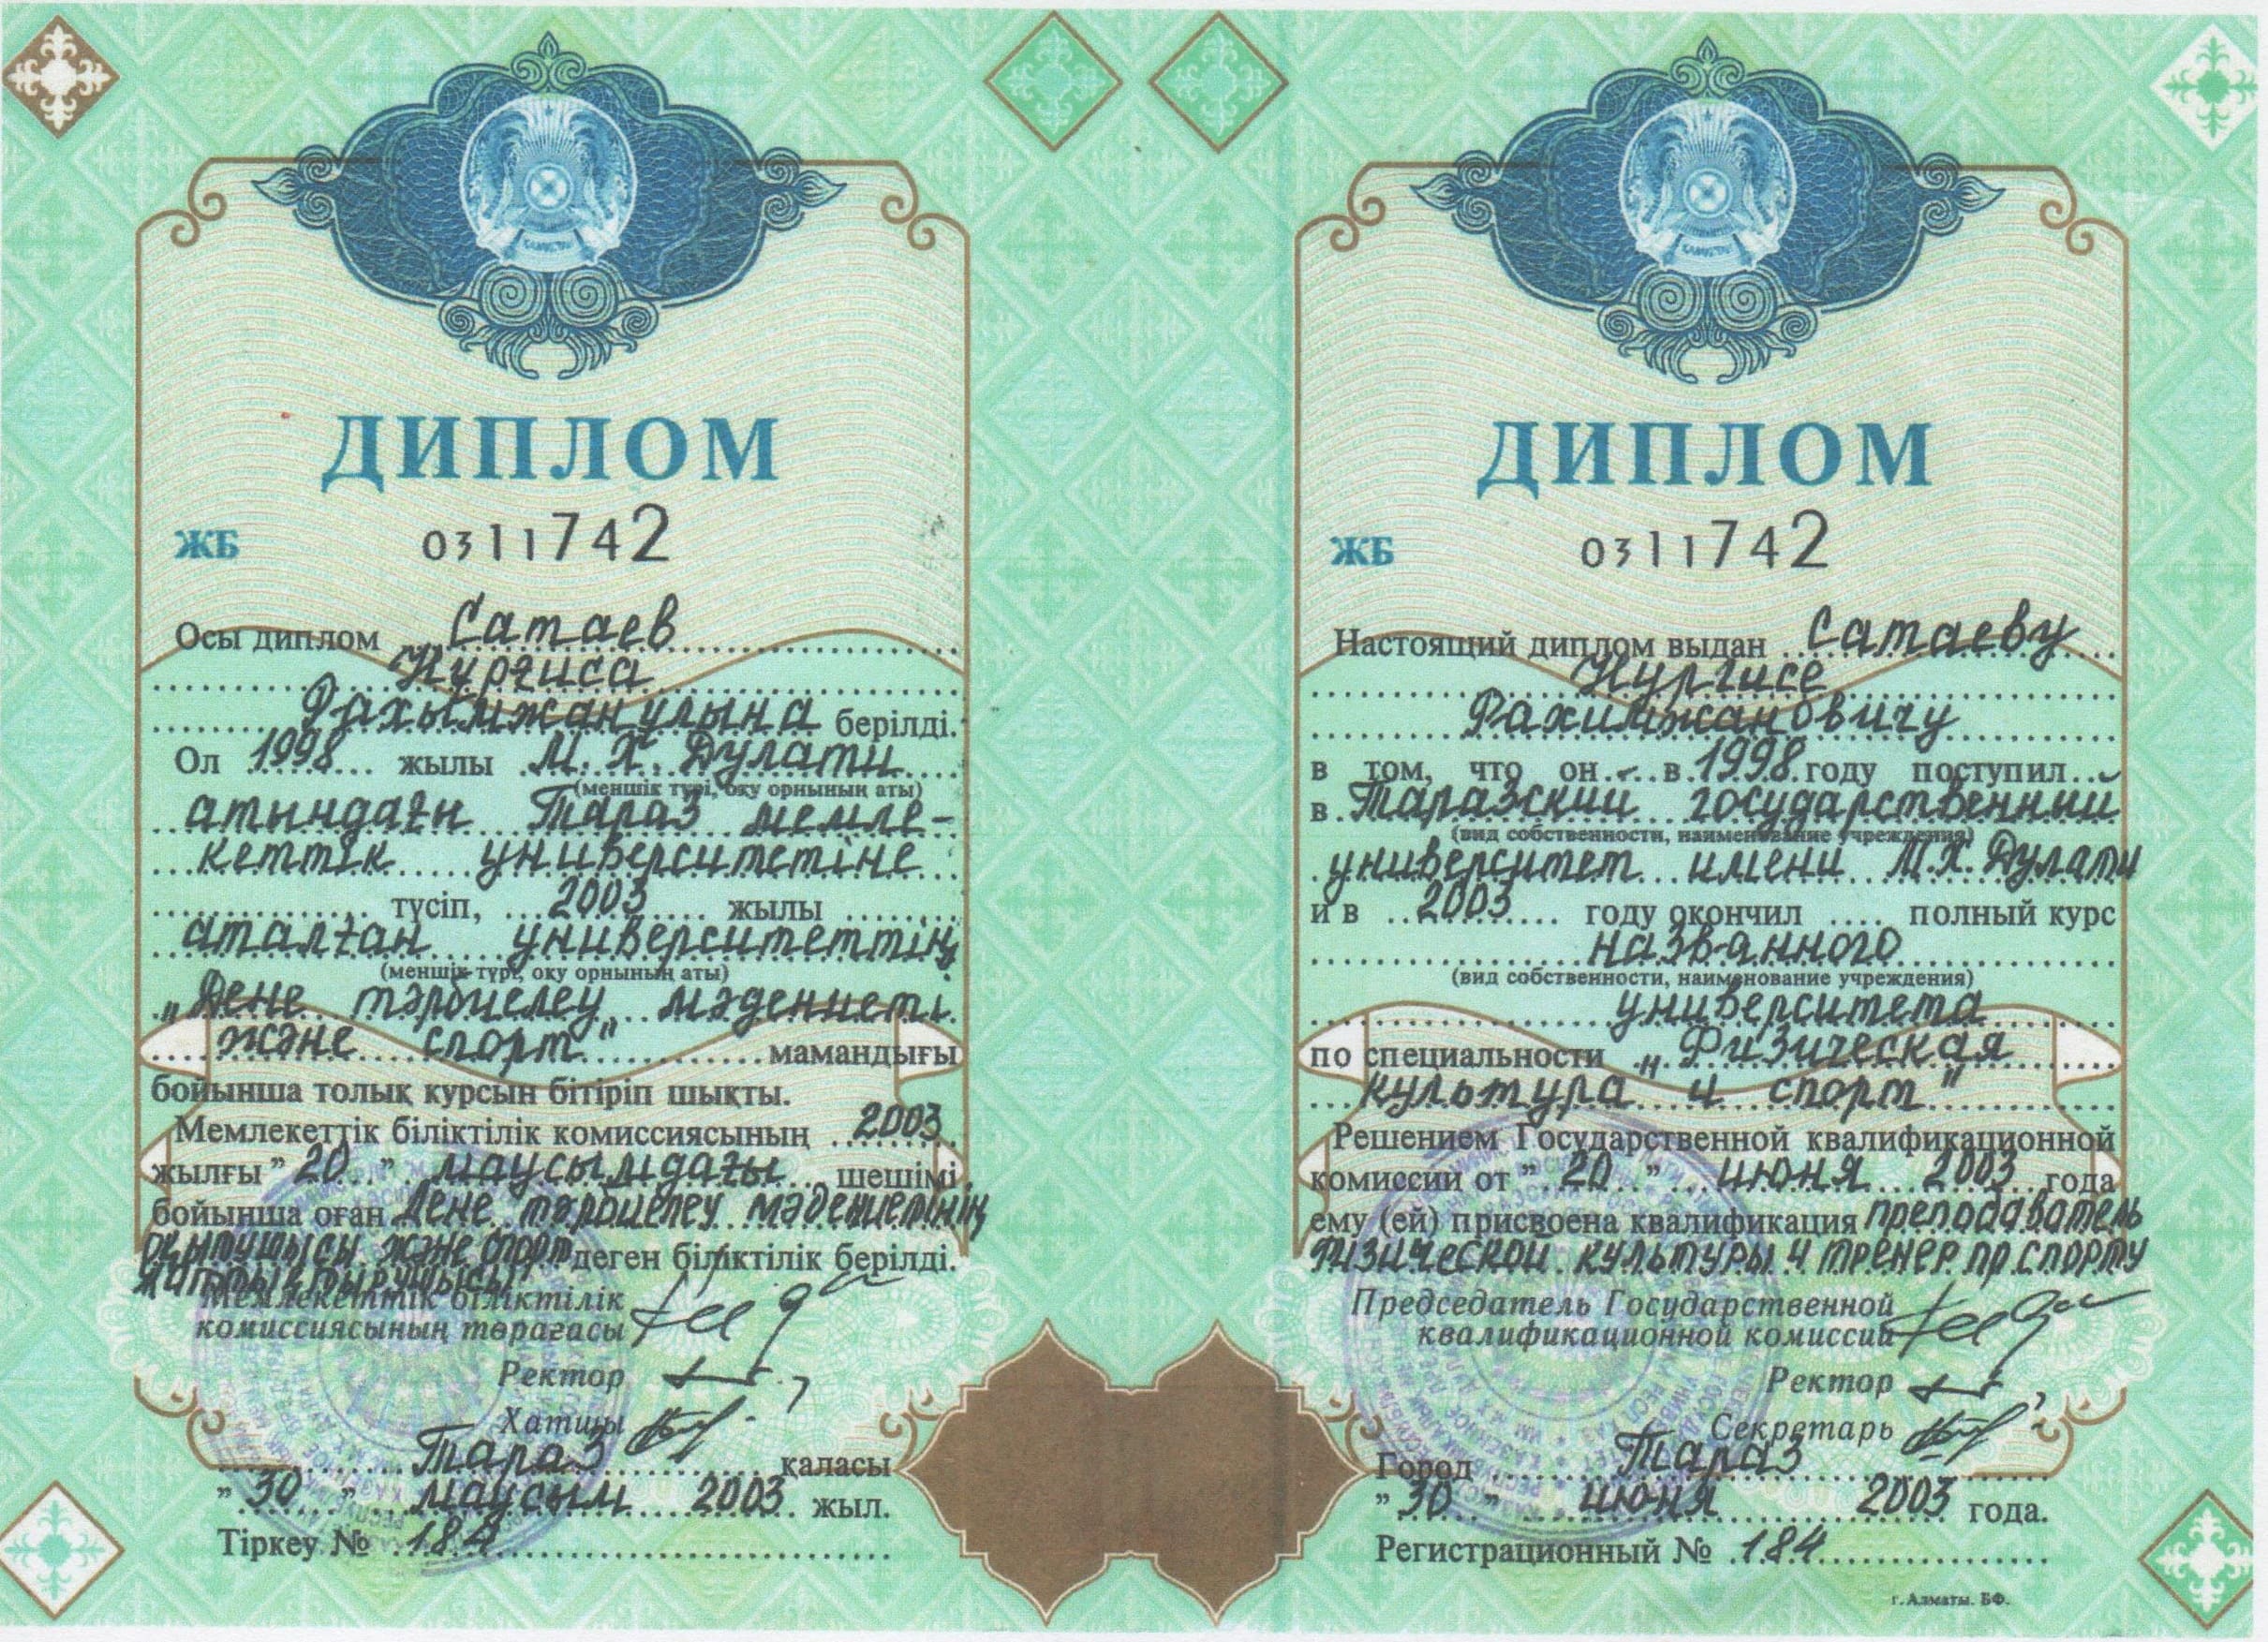 ДИПЛОМ
ЖБ 0311742
Осы диплом Сатаев
Нұрғиса
Рахымжанұлына берілді.
Ол 1998 жылы М.Х. Дулати
(меншік түрі, оқу орнының аты)
атындағы Тараз мемле-
кеттік университетіне
түсіп, 2003 жылы
аталған университеттің
(меншік түрі, оқу орнының аты)
„Дене тәрбиелеу мәдениеті
және спорт" мамандығы
бойынша толық курсын бітіріп шықты.
Мемлекеттік біліктілік комиссиясының 2003
жылғы " 20 " маусымдағы шешімі
бойынша оған Дене тәрбиелеу мәдениетінің
оқытушысы және спорт деген біліктілік берілді.
жаттықтырушысы
Мемлекеттік біліктілік
комиссиясының төрағасы
Ректор
Хатшы
Тараз қаласы
" 30 " маусым 2003 жыл.
Тіркеу № 184
ДИПЛОМ
ЖБ 0311742
Настоящий диплом выдан Сатаеву
Нургисе
Рахимжановичу
в том, что он в 1998 году поступил
в Таразский государственный
(вид собственности, наименование учреждения)
университет имени М.Х. Дулати
и в 2003 году окончил полный курс
названного
(вид собственности, наименование учреждения)
университета
по специальности „Физическая
культура и спорт"
Решением Государственной квалификационной
комиссии от " 20 " июня 2003 года
ему (ей) присвоена квалификация преподаватель
физической культуры и тренер пр спорту
Председатель Государственной
квалификационной комиссии
Ректор
Секретарь
Город Тараз
" 30 " июня 2003 года.
Регистрационный № 184
г. Алматы. БФ.